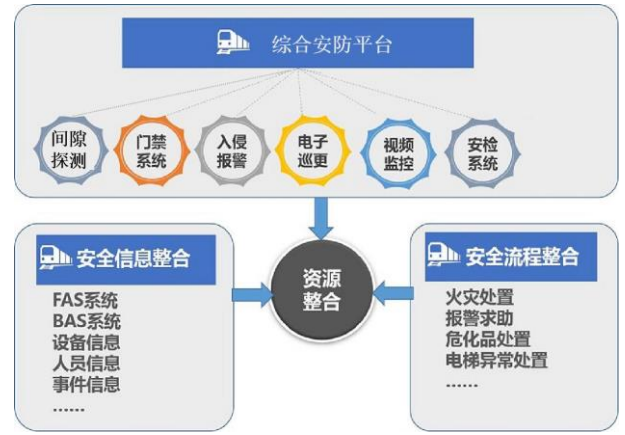 综合安防平台
间隙
探测
门禁
系统
入侵
报警
电子
巡更
视频
监控
安检
系统
安全信息整合
FAS系统
BAS系统
设备信息
人员信息
事件信息
......
资源
整合
安全流程整合
火灾处置
报警求助
危化品处置
电梯异常处置
......